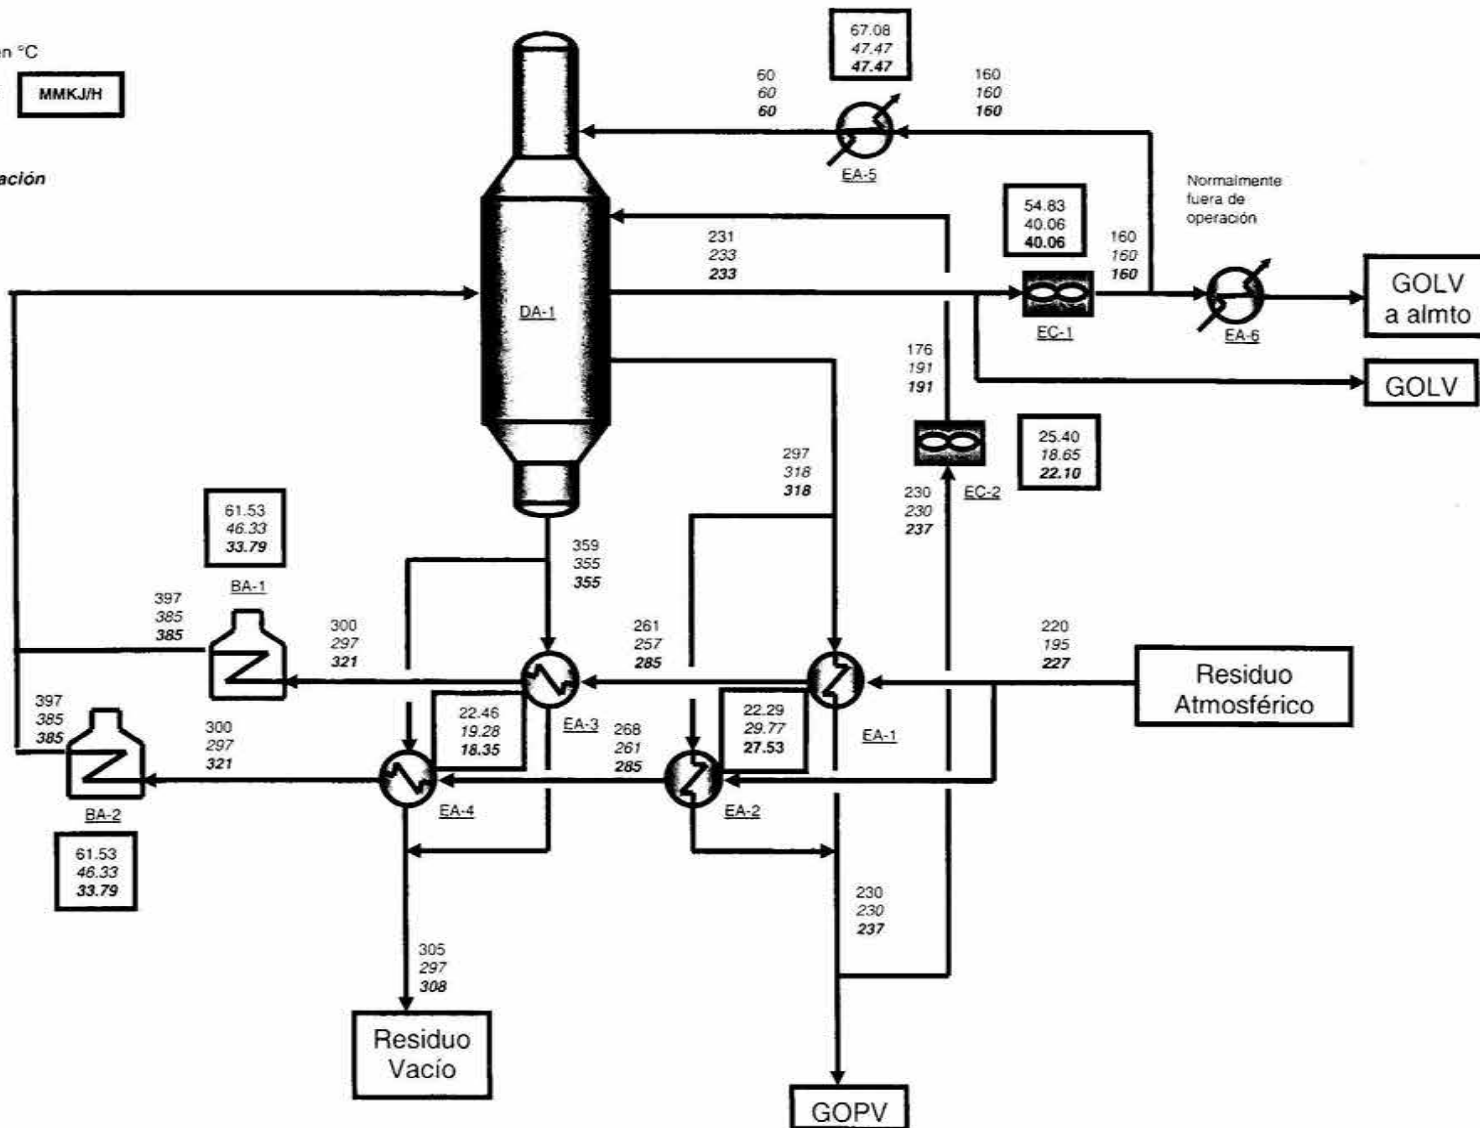 en °C
MMKJ/H
ación
67.08
47.47
47.47
60
60
60
160
160
160
EA-5
Normalmente
fuera de
operación
54.83
40.06
40.06
231
233
233
160
160
160
DA-1
EC-1
EA-6
GOLV
a almto
GOLV
176
191
191
25.40
18.65
22.10
EC-2
297
318
318
230
230
237
61.53
46.33
33.79
BA-1
359
355
355
397
385
385
300
297
321
261
257
285
220
195
227
Residuo
Atmosférico
EA-3
EA-1
22.46
19.28
18.35
22.29
29.77
27.53
397
385
385
300
297
321
268
261
285
BA-2
EA-4
EA-2
61.53
46.33
33.79
230
230
237
305
297
308
Residuo
Vacío
GOPV